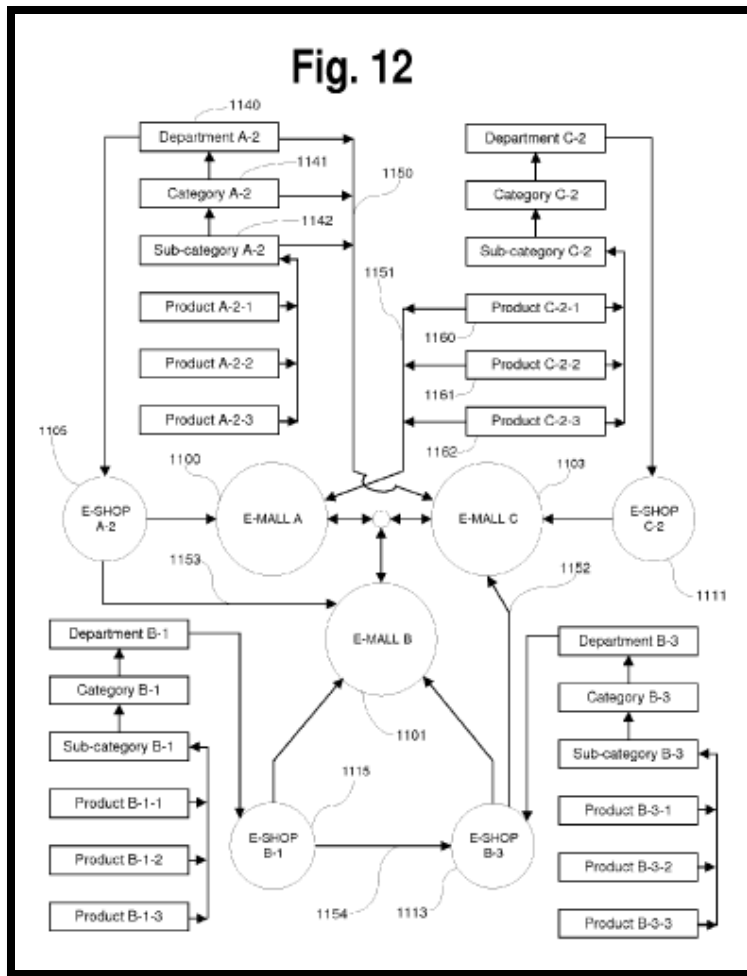 Fig. 12
1140
Department A-2
Department C-2
1141
1150
Category A-2
Category C-2
1142
Sub-category A-2
Sub-category C-2
1151
Product A-2-1
Product C-2-1
1160
Product A-2-2
Product C-2-2
1161
Product A-2-3
Product C-2-3
1105
1100
1162
1103
E-SHOP
A-2
E-MALL A
E-MALL C
E-SHOP
C-2
1153
1152
1111
Department B-1
E-MALL B
Department B-3
Category B-1
Category B-3
1101
Sub-category B-1
Sub-category B-3
1115
Product B-1-1
Product B-3-1
E-SHOP
B-1
E-SHOP
B-3
Product B-1-2
Product B-3-2
1154
1113
Product B-1-3
Product B-3-3